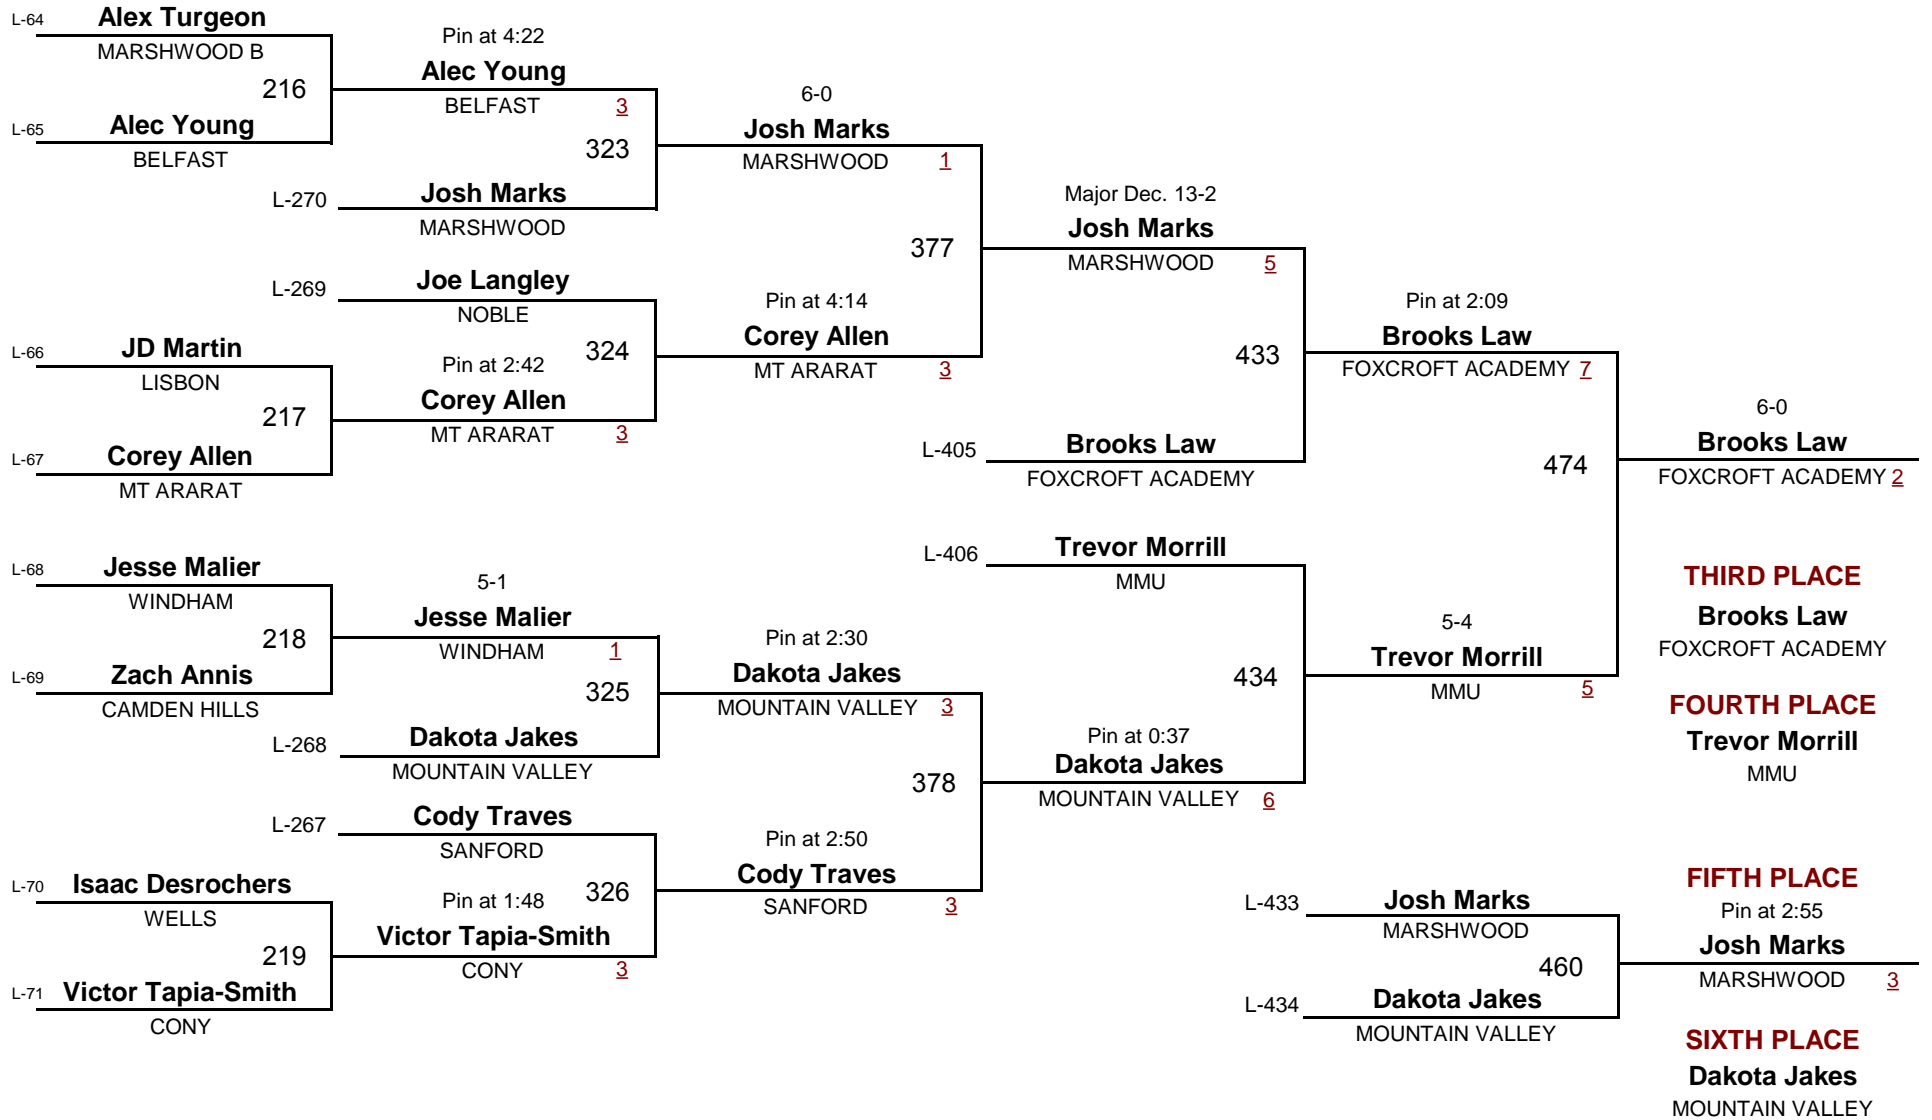 L-64 Alex Turgeon
MARSHWOOD B
216
L-65 Alec Young
BELFAST
Pin at 4:22
Alec Young
BELFAST 3
323
L-270 Josh Marks
MARSHWOOD
6-0
Josh Marks
MARSHWOOD 1
L-269 Joe Langley
NOBLE
324
L-66 JD Martin
LISBON
217
L-67 Corey Allen
MT ARARAT
Pin at 2:42
Corey Allen
MT ARARAT 3
Pin at 4:14
Corey Allen
MT ARARAT 3
377
Major Dec. 13-2
Josh Marks
MARSHWOOD 5
433
L-405 Brooks Law
FOXCROFT ACADEMY
Pin at 2:09
Brooks Law
FOXCROFT ACADEMY 7
474
6-0
Brooks Law
FOXCROFT ACADEMY 2
L-68 Jesse Malier
WINDHAM
218
L-69 Zach Annis
CAMDEN HILLS
5-1
Jesse Malier
WINDHAM 1
325
L-268 Dakota Jakes
MOUNTAIN VALLEY
Pin at 2:30
Dakota Jakes
MOUNTAIN VALLEY 3
378
L-267 Cody Traves
SANFORD
326
L-70 Isaac Desrochers
WELLS
219
L-71 Victor Tapia-Smith
CONY
Pin at 1:48
Victor Tapia-Smith
CONY 3
Pin at 2:50
Cody Traves
SANFORD 3
L-406 Trevor Morrill
MMU
434
Pin at 0:37
Dakota Jakes
MOUNTAIN VALLEY 6
5-4
Trevor Morrill
MMU 5
THIRD PLACE
Brooks Law
FOXCROFT ACADEMY
FOURTH PLACE
Trevor Morrill
MMU
L-433 Josh Marks
MARSHWOOD
460
L-434 Dakota Jakes
MOUNTAIN VALLEY
FIFTH PLACE
Pin at 2:55
Josh Marks
MARSHWOOD 3
SIXTH PLACE
Dakota Jakes
MOUNTAIN VALLEY